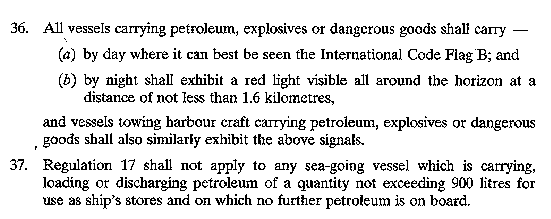 36. All vessels carrying petroleum, explosives or dangerous goods shall carry —
(a) by day where it can best be seen the International Code Flag B; and
(b) by night shall exhibit a red light visible all around the horizon at a
distance of not less than 1.6 kilometres,
and vessels towing harbour craft carrying petroleum, explosives or dangerous
goods shall also similarly exhibit the above signals.
37. Regulation 17 shall not apply to any sea-going vessel which is carrying,
loading or discharging petroleum of a quantity not exceeding 900 litres for
use as ship's stores and on which no further petroleum is on board.